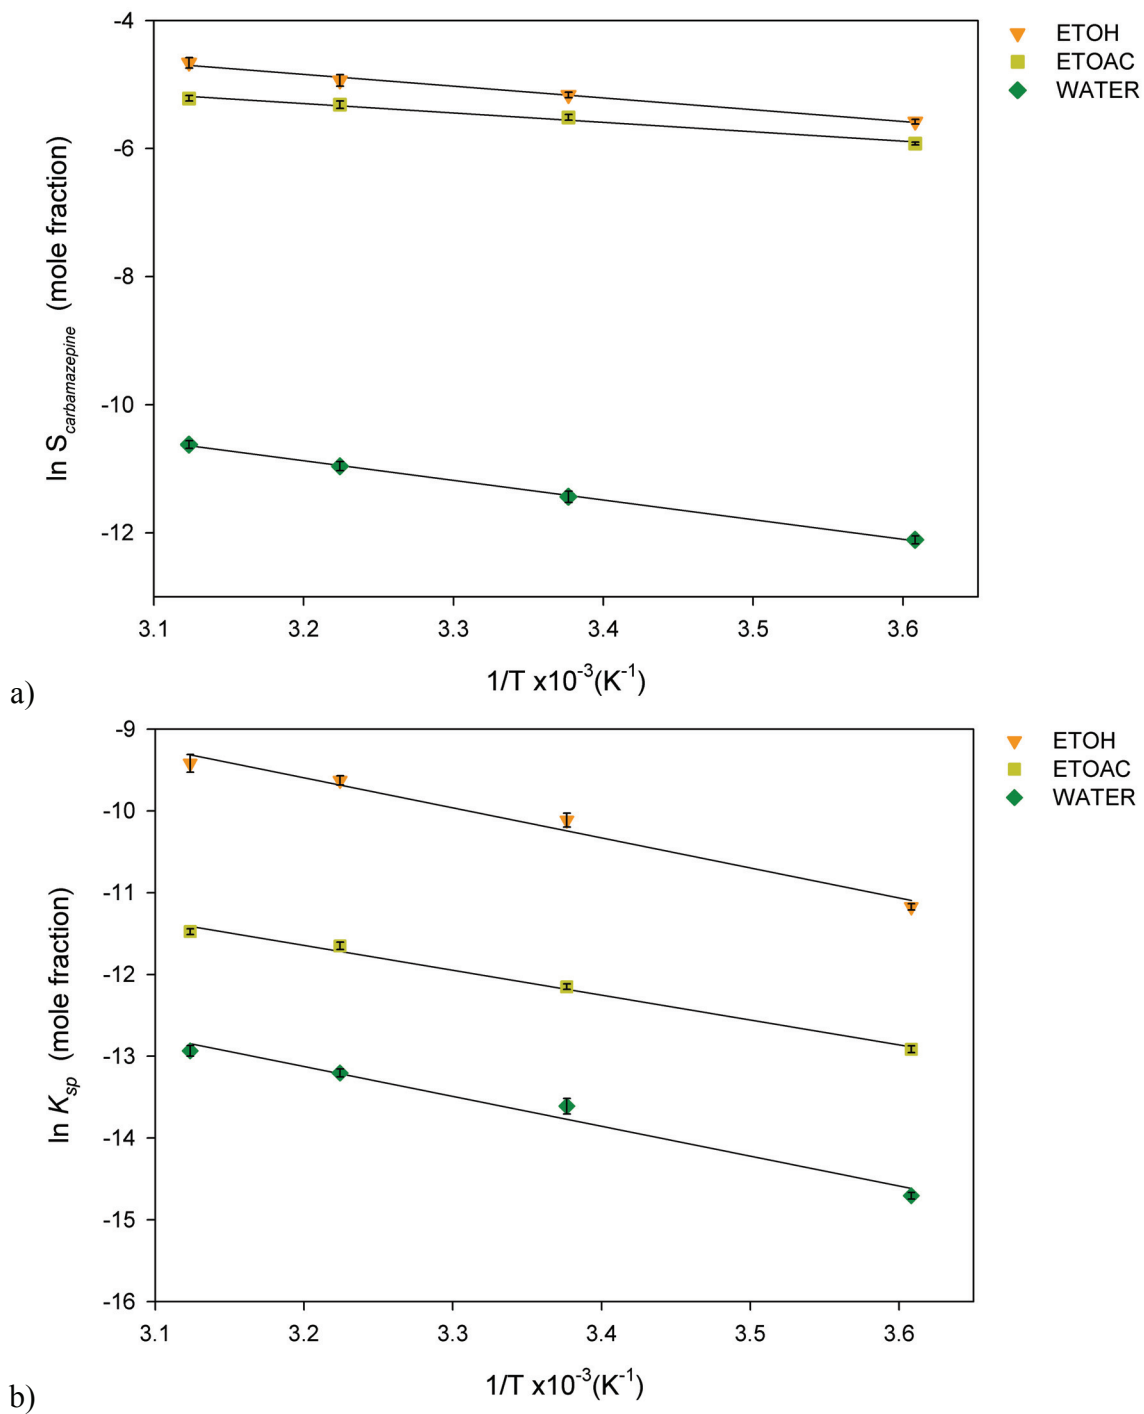 -4
-6
-8
-10
-12
ln S carbamazepine (mole fraction)
3.1 3.2 3.3 3.4 3.5 3.6
1/T x10-3(K-1)
ETOH
ETOAC
WATER
a)
-9
-10
-11
-12
-13
-14
-15
-16
ln Ksp (mole fraction)
3.1 3.2 3.3 3.4 3.5 3.6
1/T x10-3(K-1)
ETOH
ETOAC
WATER
b)